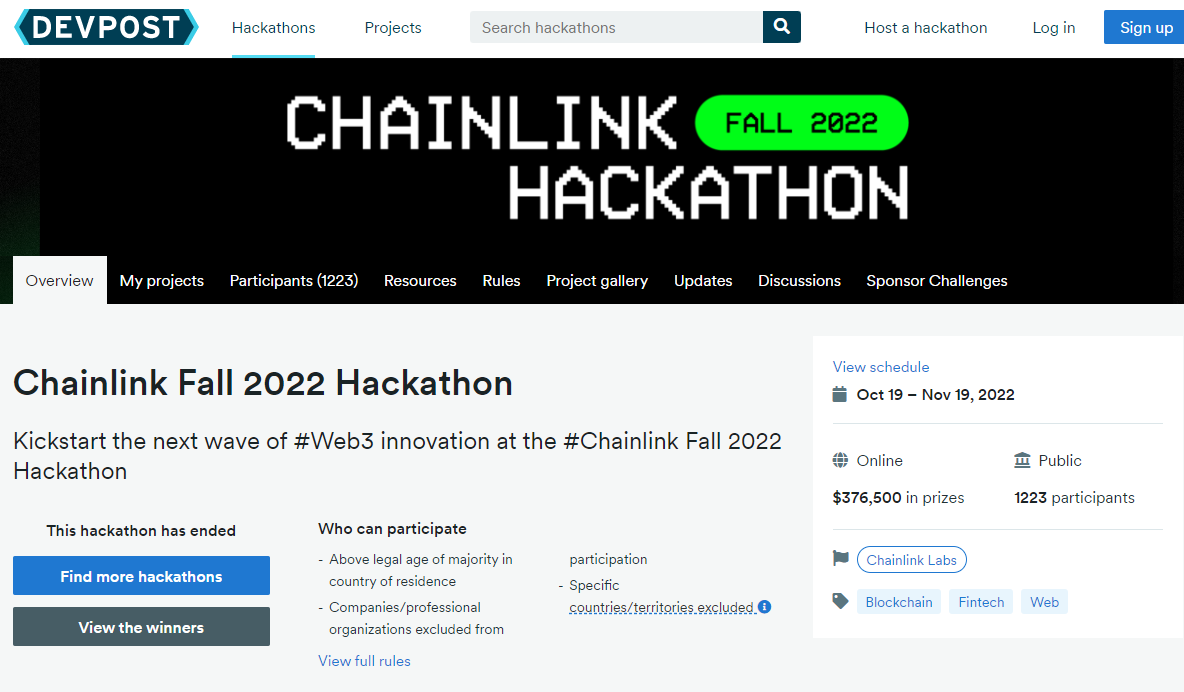 DEVPOST Hackathons Projects Search hackathons Host a hackathon Log in Sign up
CHAINLINK FALL 2022
HACKATHON
Overview My projects Participants (1223) Resources Rules Project gallery Updates Discussions Sponsor Challenges
Chainlink Fall 2022 Hackathon
Kickstart the next wave of #Web3 innovation at the #Chainlink Fall 2022
Hackathon
This hackathon has ended
Find more hackathons
View the winners
Who can participate
- Above legal age of majority in
country of residence
- Companies/professional
organizations excluded from
participation
- Specific
countries/territories excluded
View full rules
View schedule
Oct 19 – Nov 19, 2022
Online Public
$376,500 in prizes 1223 participants
Chainlink Labs
Blockchain Fintech Web